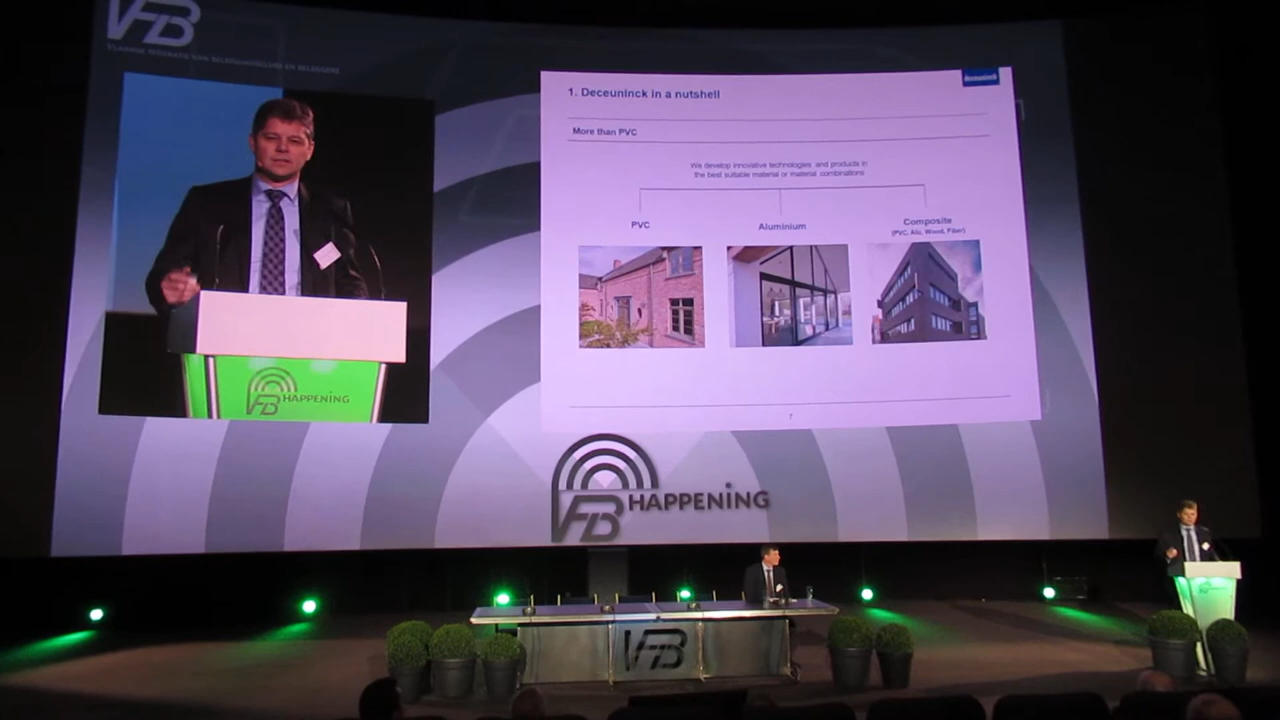 VFB
VLAAMSE FEDERATIE VAN BELEGGINGSCLUBS EN BELEGGERS
deceuninck
1. Deceuninck in a nutshell
More than PVC
We develop innovative technologies and products in
the best suitable material or material combinations
PVC
Aluminium
Composite
(PVC, Alu, Wood, Fiber)
7
VFB HAPPENING
VFB HAPPENING
VFB